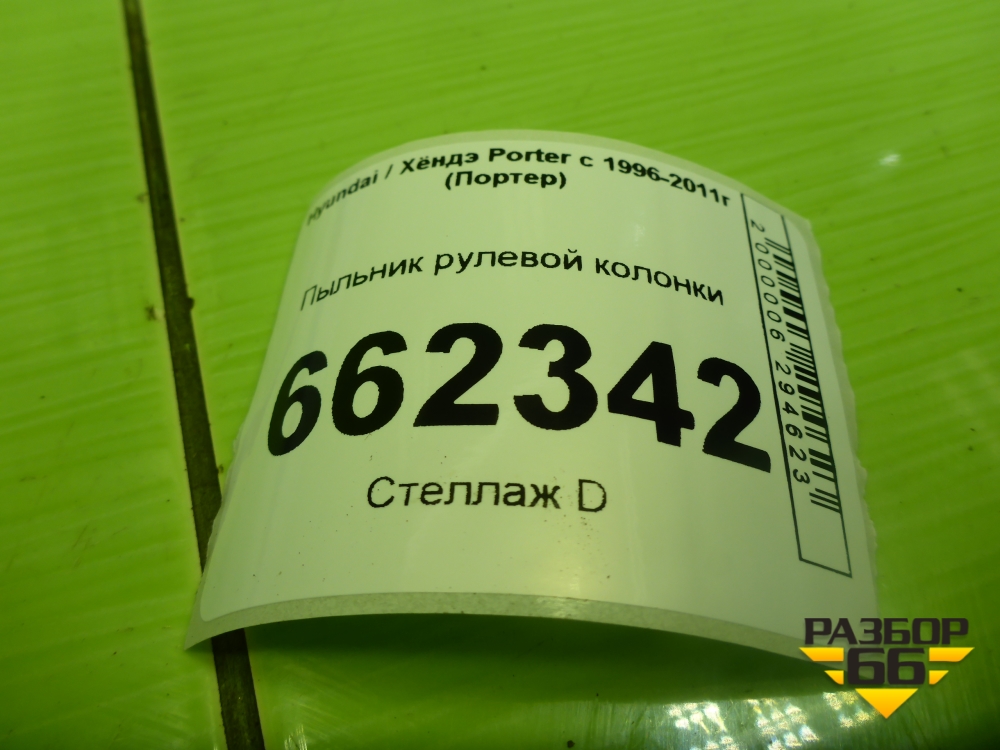 Hyundai / Хёндэ Porter с 1996-2011г
(Портер)
Пыльник рулевой колонки
662342
Стеллаж D
2000006294623
РАЗБОР
66